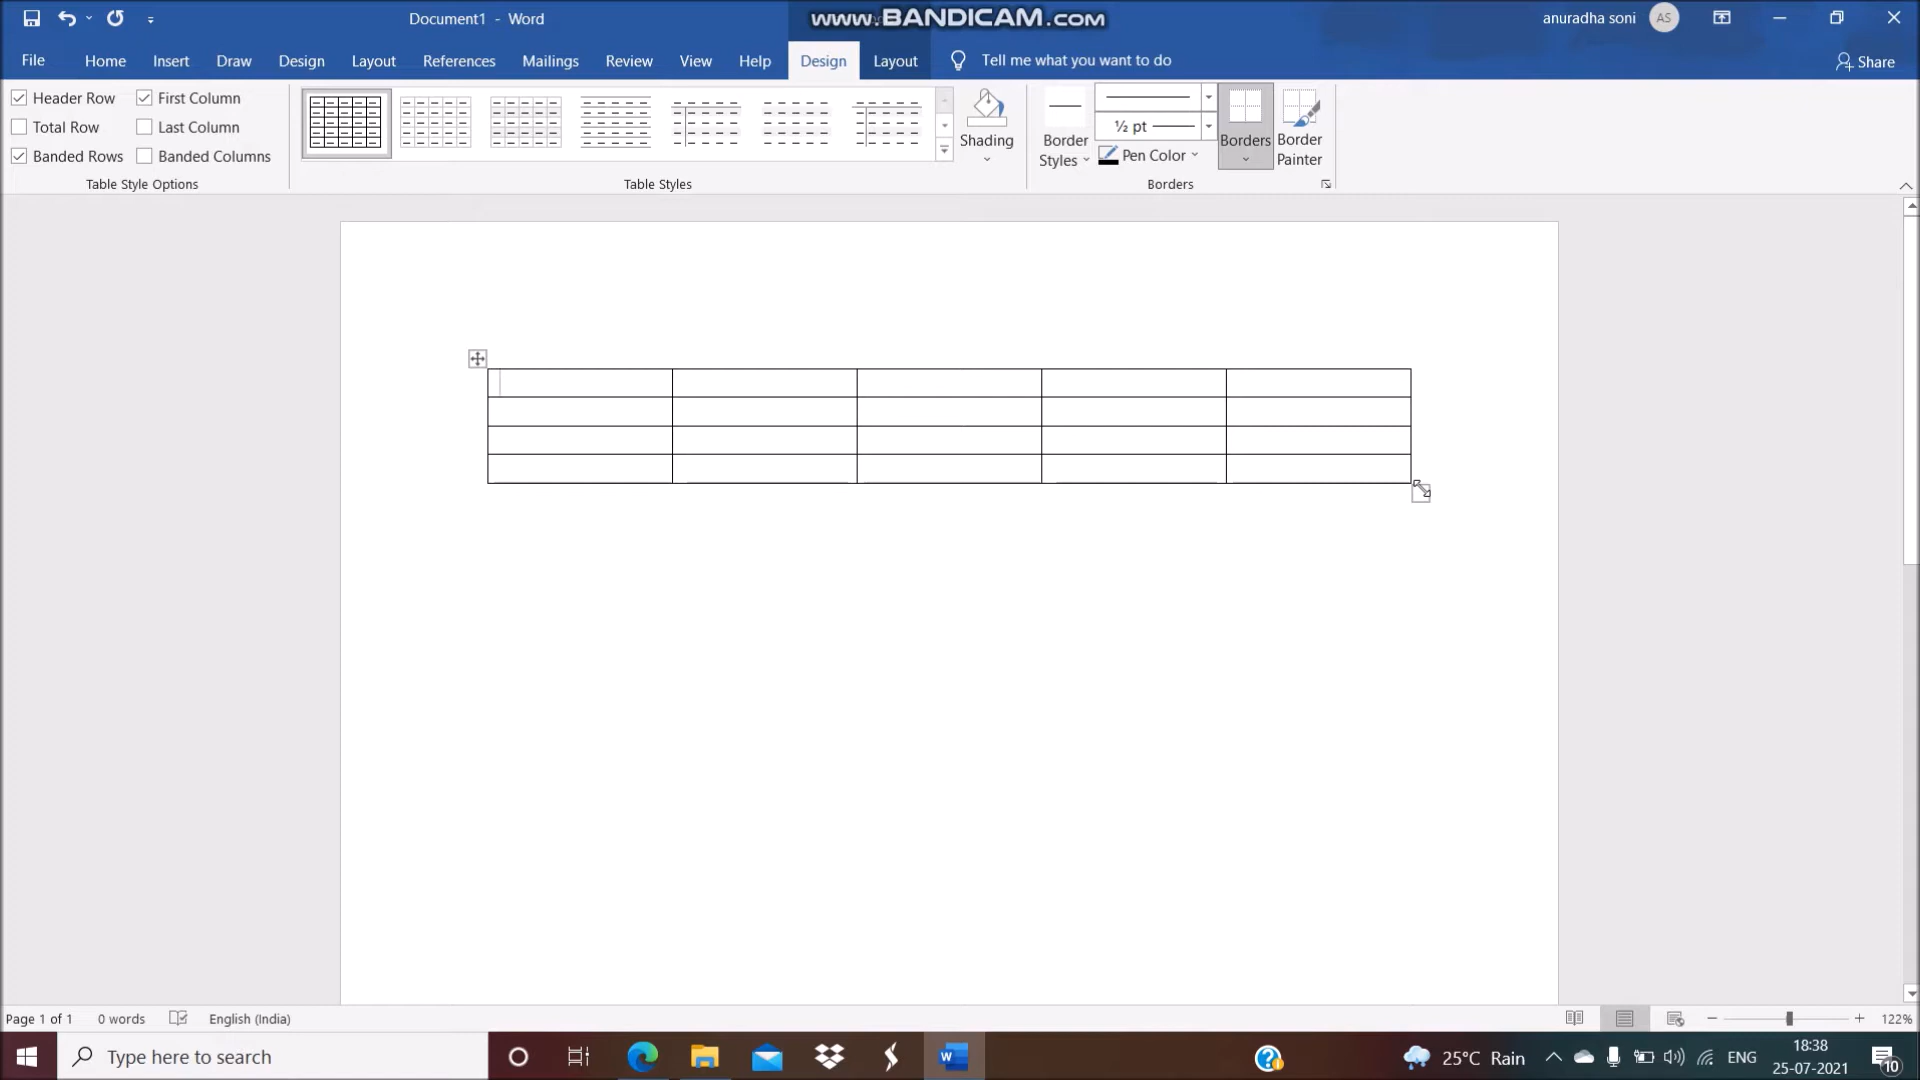 Document1 - Word
www.BANDICAM.com
anuradha soni
AS
File
Home
Insert
Draw
Design
Layout
References
Mailings
Review
View
Help
Design
Layout
Tell me what you want to do
Share
Header Row
First Column
Total Row
Last Column
Banded Rows
Banded Columns
Table Style Options
Table Styles
Shading
Border
Styles
½ pt
Pen Color
Borders
Border
Painter
Borders
Page 1 of 1
0 words
English (India)
122%
Type here to search
W
25°C Rain
ENG
18:38
25-07-2021
10